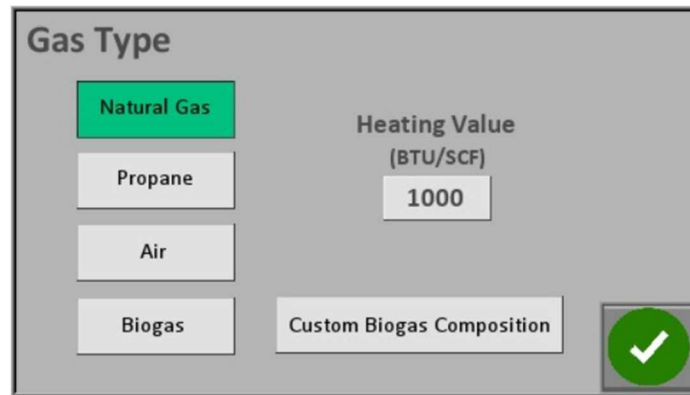 Gas Type
Natural Gas
Propane
Air
Biogas
Heating Value
(BTU/SCF)
1000
Custom Biogas Composition